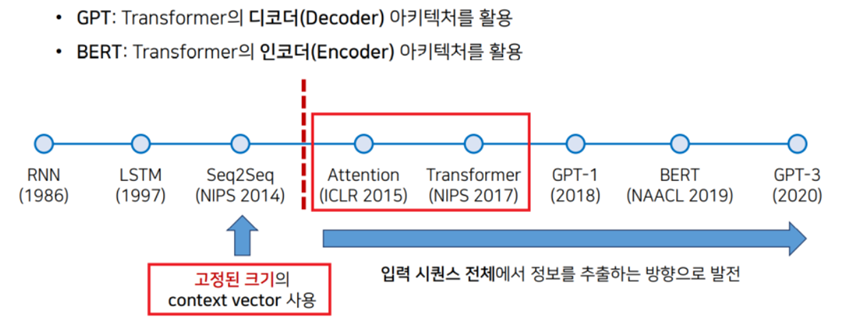 • GPT: Transformer의 디코더(Decoder) 아키텍처를 활용
• BERT: Transformer의 인코더(Encoder) 아키텍처를 활용
RNN
(1986)
LSTM
(1997)
Seq2Seq
(NIPS 2014)
Attention
(ICLR 2015)
Transformer
(NIPS 2017)
GPT-1
(2018)
BERT
(NAACL 2019)
GPT-3
(2020)
고정된 크기의
context vector 사용
입력 시퀀스 전체에서 정보를 추출하는 방향으로 발전